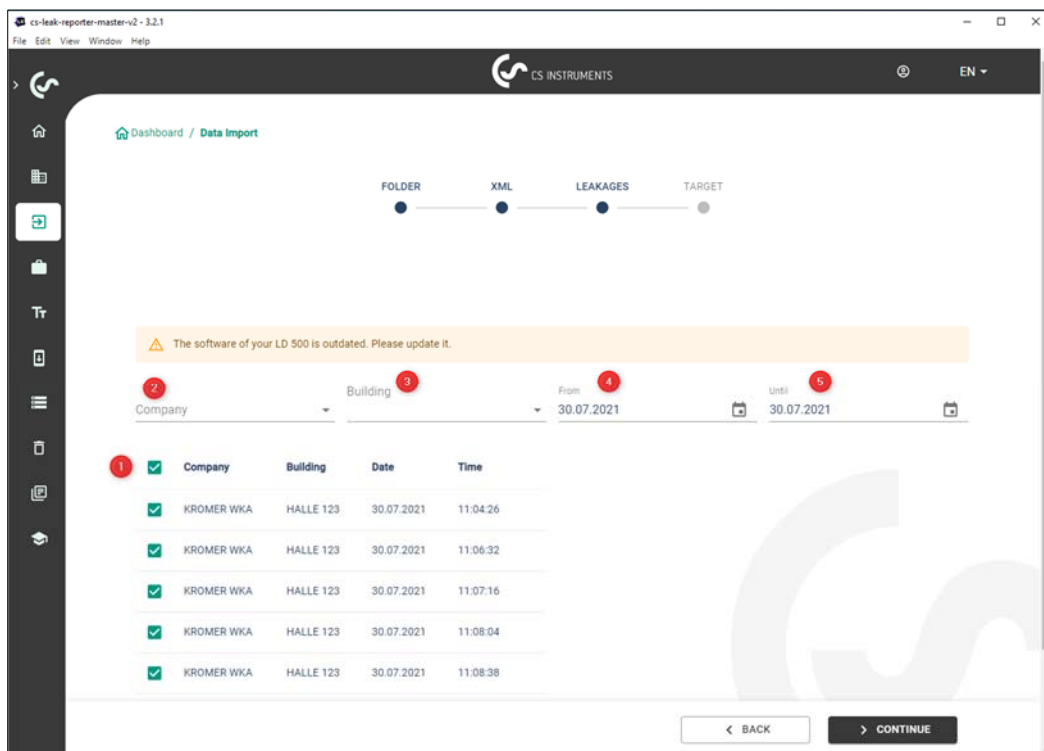 cs-leak-reporter-master-v2 - 3.2.1
File Edit View Window Help
CS INSTRUMENTS
EN
Dashboard / Data Import
FOLDER XML LEAKAGES TARGET
The software of your LD 500 is outdated. Please update it.
2 3 4 5
Company Building From 30.07.2021 Until 30.07.2021
1 Company Building Date Time
KROMER WKA HALLE 123 30.07.2021 11:04:26
KROMER WKA HALLE 123 30.07.2021 11:06:32
KROMER WKA HALLE 123 30.07.2021 11:07:16
KROMER WKA HALLE 123 30.07.2021 11:08:04
KROMER WKA HALLE 123 30.07.2021 11:08:38
< BACK > CONTINUE